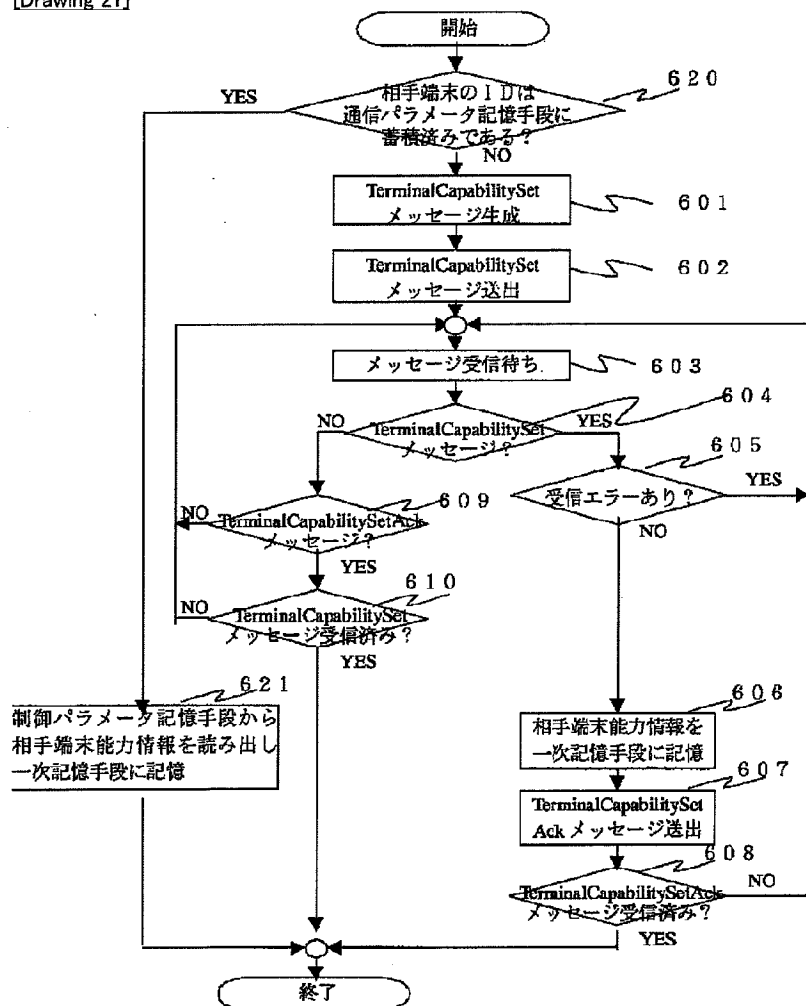 [Drawing 21]
開始
相手端末のIDは
通信パラメータ記憶手段に
蓄積済みである?
620
YES
NO
TerminalCapabilitySet
メッセージ生成
601
TerminalCapabilitySet
メッセージ送出
602
メッセージ受信待ち
603
604
NO
TerminalCapabilitySet
メッセージ?
YES
605
受信エラーあり?
YES
NO
609
NO
TerminalCapabilitySetAck
メッセージ?
YES
610
NO
TerminalCapabilitySet
メッセージ受信済み?
YES
621
制御パラメータ記憶手段から
相手端末能力情報を読み出し
一次記憶手段に記憶
606
相手端末能力情報を
一次記憶手段に記憶
607
TerminalCapabilitySet
Ackメッセージ送出
608
TerminalCapabilitySetAck
メッセージ受信済み?
NO
YES
終了